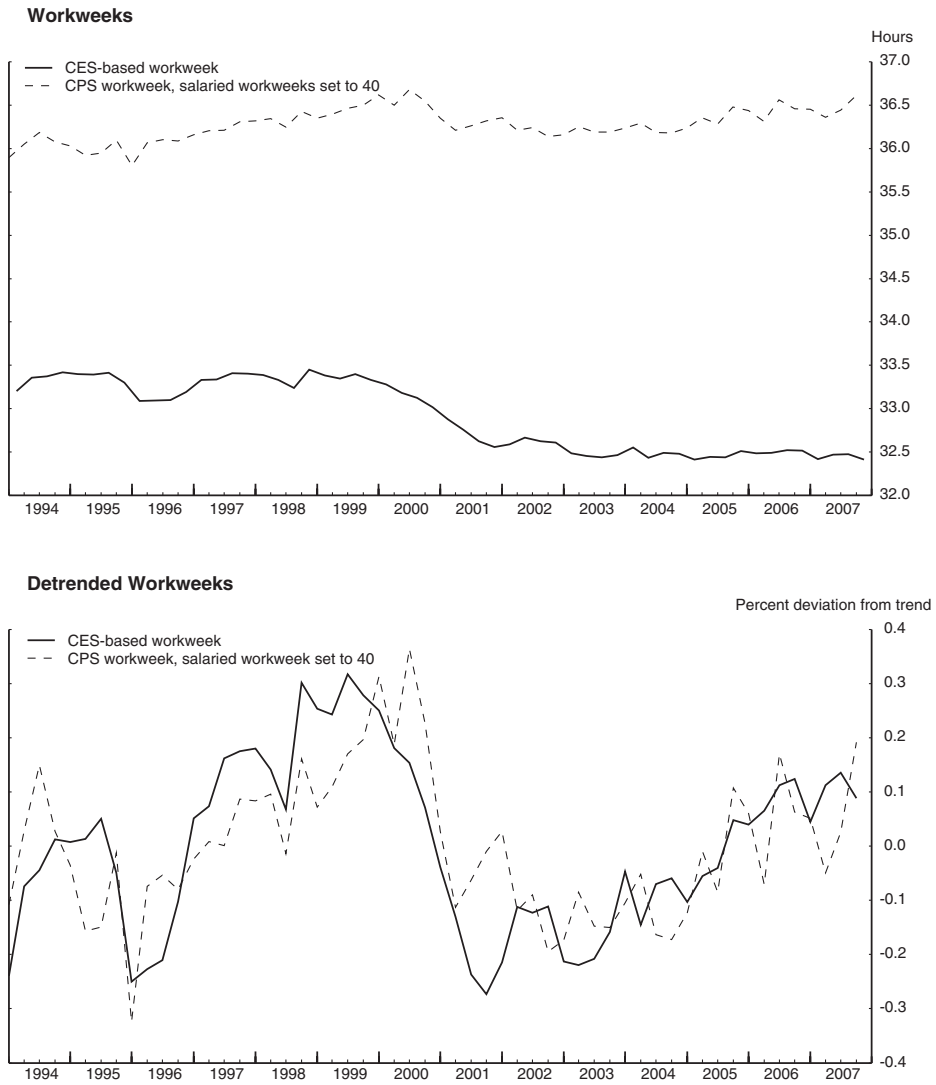 Workweeks
Hours
CES-based workweek
CPS workweek, salaried workweeks set to 40
37.0
36.5
36.0
35.5
35.0
34.5
34.0
33.5
33.0
32.5
32.0
1994 1995 1996 1997 1998 1999 2000 2001 2002 2003 2004 2005 2006 2007
Detrended Workweeks
Percent deviation from trend
CES-based workweek
CPS workweek, salaried workweek set to 40
0.4
0.3
0.2
0.1
0.0
-0.1
-0.2
-0.3
-0.4
1994 1995 1996 1997 1998 1999 2000 2001 2002 2003 2004 2005 2006 2007